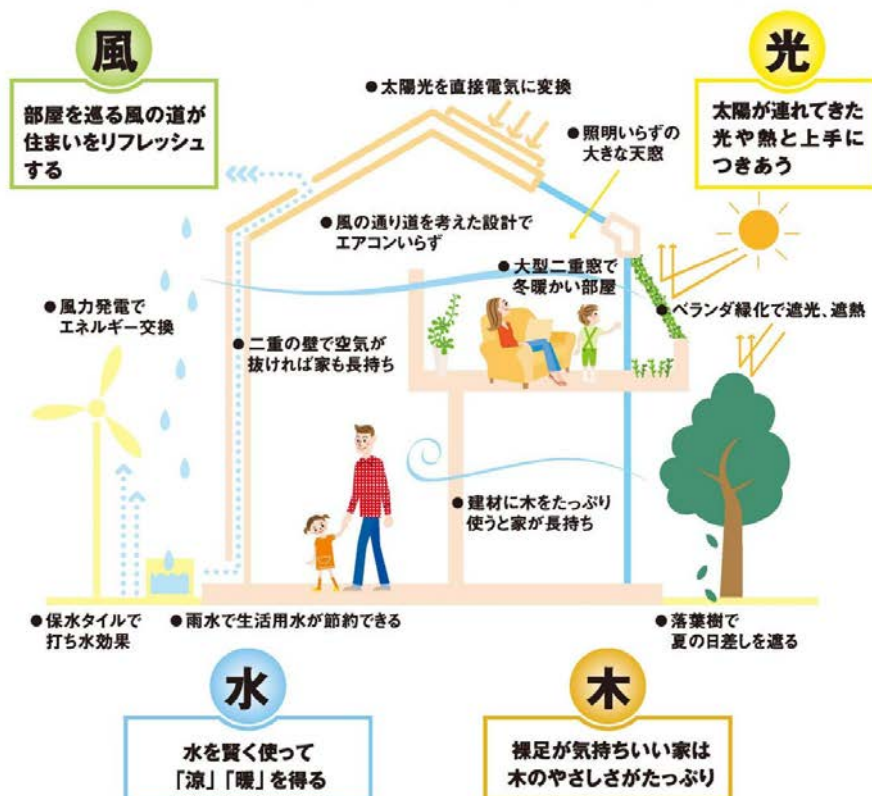 風
部屋を巡る風の道が
住まいをリフレッシュ
する
光
太陽が連れてきた
光や熱と上手に
つきあう
●太陽光を直接電気に変換
●照明いらずの
大きな天窓
●風の通り道を考えた設計で
エアコンいらず
●大型二重窓で
冬暖かい部屋
●風力発電で
エネルギー交換
●ベランダ緑化で遮光、遮熱
●二重の壁で空気が
抜ければ家も長持ち
●建材に木をたっぷり
使うと家が長持ち
●保水タイルで
打ち水効果
●雨水で生活用水が節約できる
●落葉樹で
夏の日差しを遮る
水
水を賢く使って
「涼」「暖」を得る
木
裸足が気持ちいい家は
木のやさしさがたっぷり